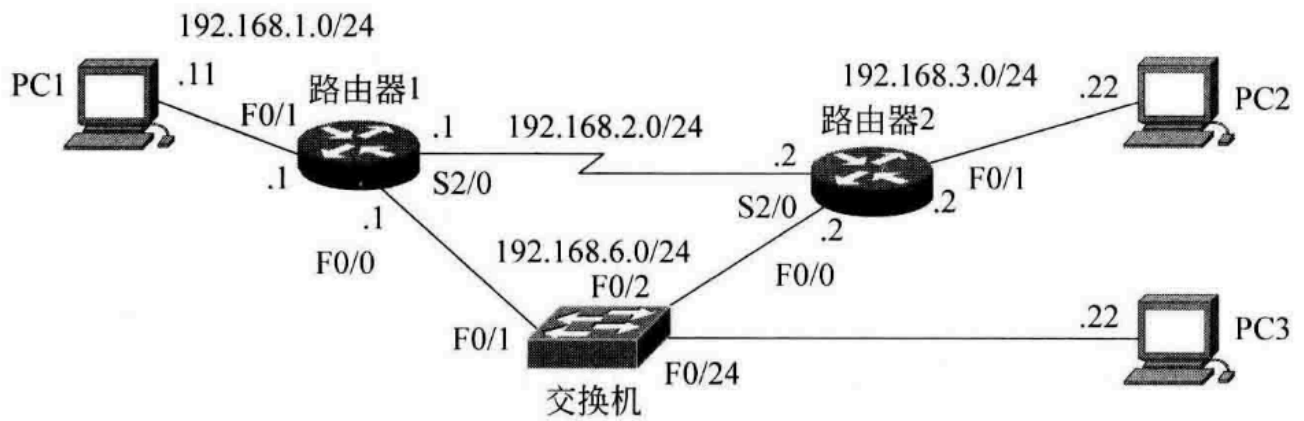 192.168.1.0/24
PC1
.11
F0/1
路由器1
.1
.1
S2/0
.1
F0/0
192.168.2.0/24
192.168.3.0/24
.22
PC2
路由器2
.2
F0/1
S2/0
.2
.2
F0/0
192.168.6.0/24
F0/2
F0/1
F0/24
交换机
.22
PC3